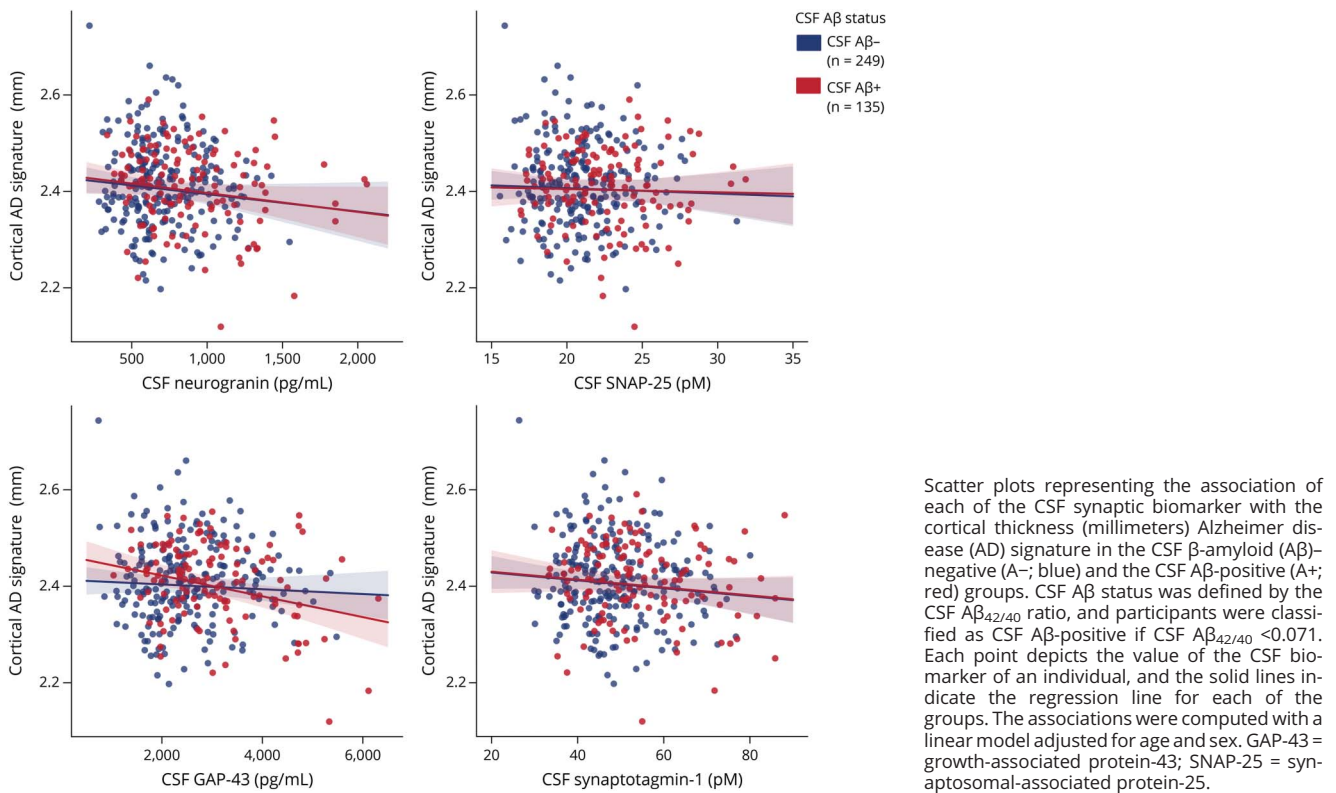 CSF Aβ status
CSF Aβ–
(n = 249)
CSF Aβ+
(n = 135)
Cortical AD signature (mm)
2.6
2.4
2.2
500
1,000
1,500
2,000
CSF neurogranin (pg/mL)
Cortical AD signature (mm)
2.6
2.4
2.2
15
20
25
30
35
CSF SNAP-25 (pM)
Cortical AD signature (mm)
2.6
2.4
2.2
2,000
4,000
6,000
CSF GAP-43 (pg/mL)
Cortical AD signature (mm)
2.6
2.4
2.2
20
40
60
80
CSF synaptotagmin-1 (pM)
Scatter plots representing the association of
each of the CSF synaptic biomarker with the
cortical thickness (millimeters) Alzheimer dis-
ease (AD) signature in the CSF β-amyloid (Aβ)–
negative (A−; blue) and the CSF Aβ-positive (A+;
red) groups. CSF Aβ status was defined by the
CSF Aβ42/40 ratio, and participants were classi-
fied as CSF Aβ-positive if CSF Aβ42/40 <0.071.
Each point depicts the value of the CSF bio-
marker of an individual, and the solid lines in-
dicate the regression line for each of the
groups. The associations were computed with a
linear model adjusted for age and sex. GAP-43 =
growth-associated protein-43; SNAP-25 = syn-
aptosomal-associated protein-25.